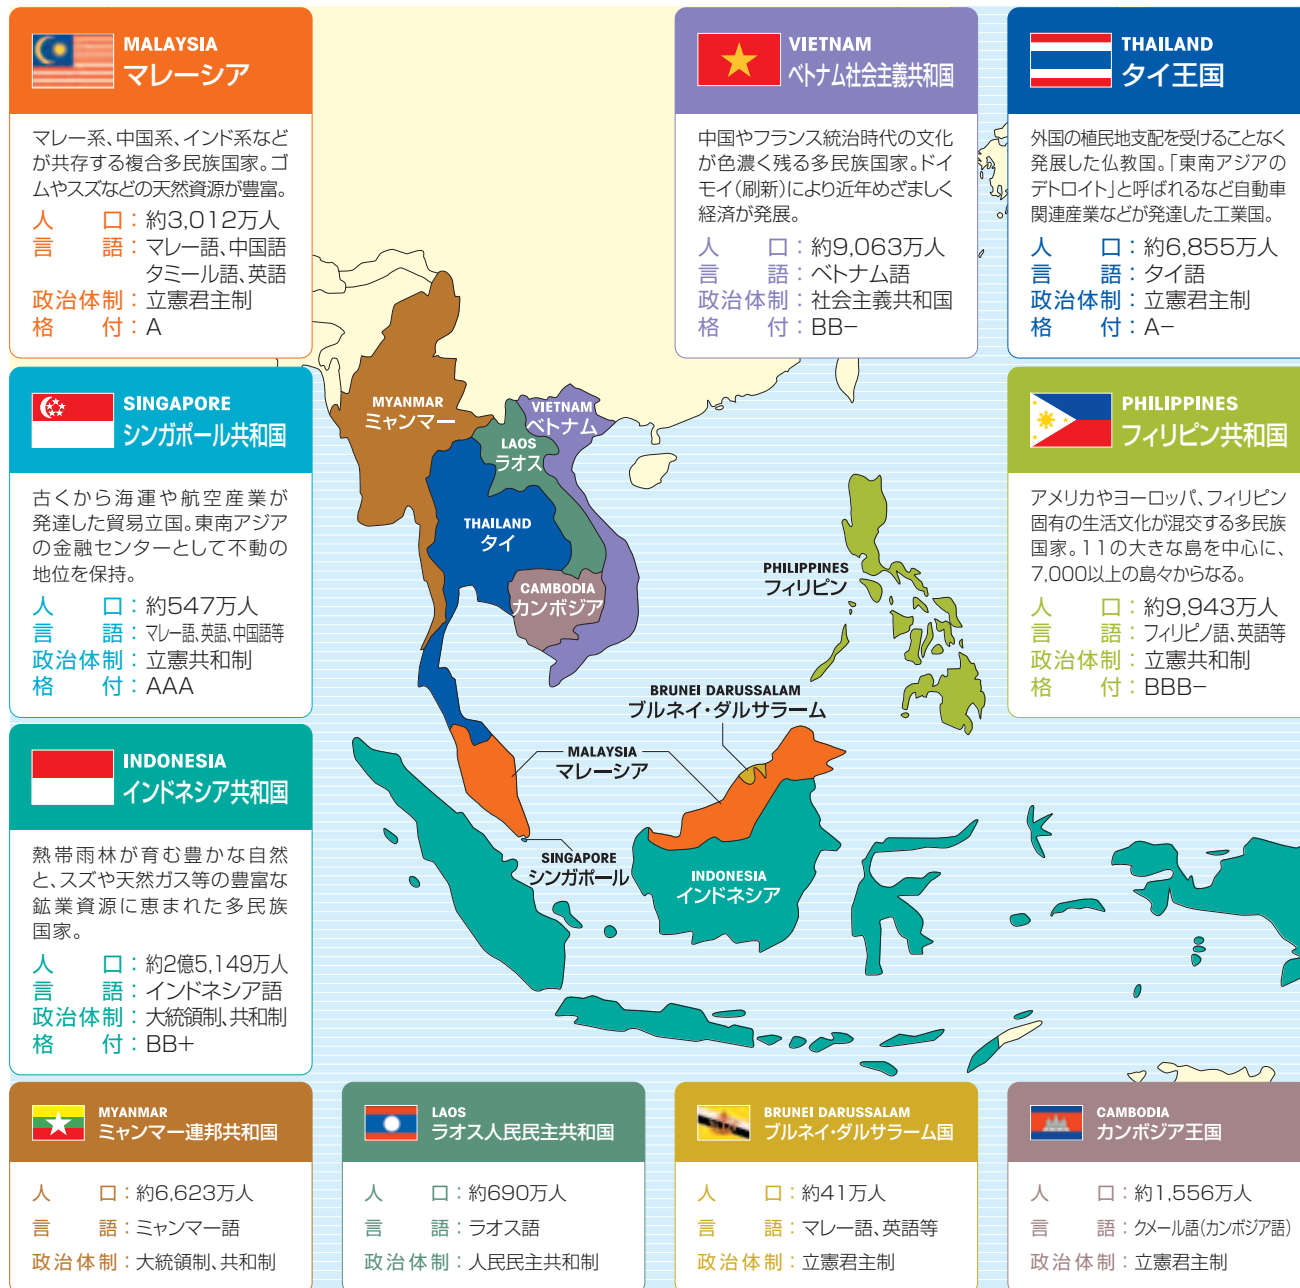 MALAYSIA
マレーシア
マレー系、中国系、インド系など
が共存する複合多民族国家。ゴ
ムやスズなどの天然資源が豊富。
人口：約3,012万人
言語：マレー語、中国語
タミール語、英語
政治体制：立憲君主制
格付：A
VIETNAM
ベトナム社会主義共和国
中国やフランス統治時代の文化
が色濃く残る多民族国家。ドイ
モイ（刷新）により近年めざましく
経済が発展。
人口：約9,063万人
言語：ベトナム語
政治体制：社会主義共和国
格付：BB−
THAILAND
タイ王国
外国の植民地支配を受けることなく
発展した仏教国。「東南アジアの
デトロイト」と呼ばれるなど自動車
関連産業などが発達した工業国。
人口：約6,855万人
言語：タイ語
政治体制：立憲君主制
格付：A−
SINGAPORE
シンガポール共和国
古くから海運や航空産業が
発達した貿易立国。東南アジア
の金融センターとして不動の
地位を保持。
人口：約547万人
言語：マレー語、英語、中国語等
政治体制：立憲共和制
格付：AAA
PHILIPPINES
フィリピン共和国
アメリカやヨーロッパ、フィリピン
固有の生活文化が混交する多民族
国家。11の大きな島を中心に、
7,000以上の島々からなる。
人口：約9,943万人
言語：フィリピノ語、英語等
政治体制：立憲共和制
格付：BBB−
INDONESIA
インドネシア共和国
熱帯雨林が育む豊かな自然
と、スズや天然ガス等の豊富な
鉱業資源に恵まれた多民族
国家。
人口：約2億5,149万人
言語：インドネシア語
政治体制：大統領制、共和制
格付：BB+
MYANMAR
ミャンマー
VIETNAM
ベトナム
LAOS
ラオス
THAILAND
タイ
CAMBODIA
カンボジア
PHILIPPINES
フィリピン
BRUNEI DARUSSALAM
ブルネイ・ダルサラーム
MALAYSIA
マレーシア
SINGAPORE
シンガポール
INDONESIA
インドネシア
MYANMAR
ミャンマー連邦共和国
人口：約6,623万人
言語：ミャンマー語
政治体制：大統領制、共和制
LAOS
ラオス人民民主共和国
人口：約690万人
言語：ラオス語
政治体制：人民民主共和制
BRUNEI DARUSSALAM
ブルネイ・ダルサラーム国
人口：約41万人
言語：マレー語、英語等
政治体制：立憲君主制
CAMBODIA
カンボジア王国
人口：約1,556万人
言語：クメール語（カンボジア語）
政治体制：立憲君主制